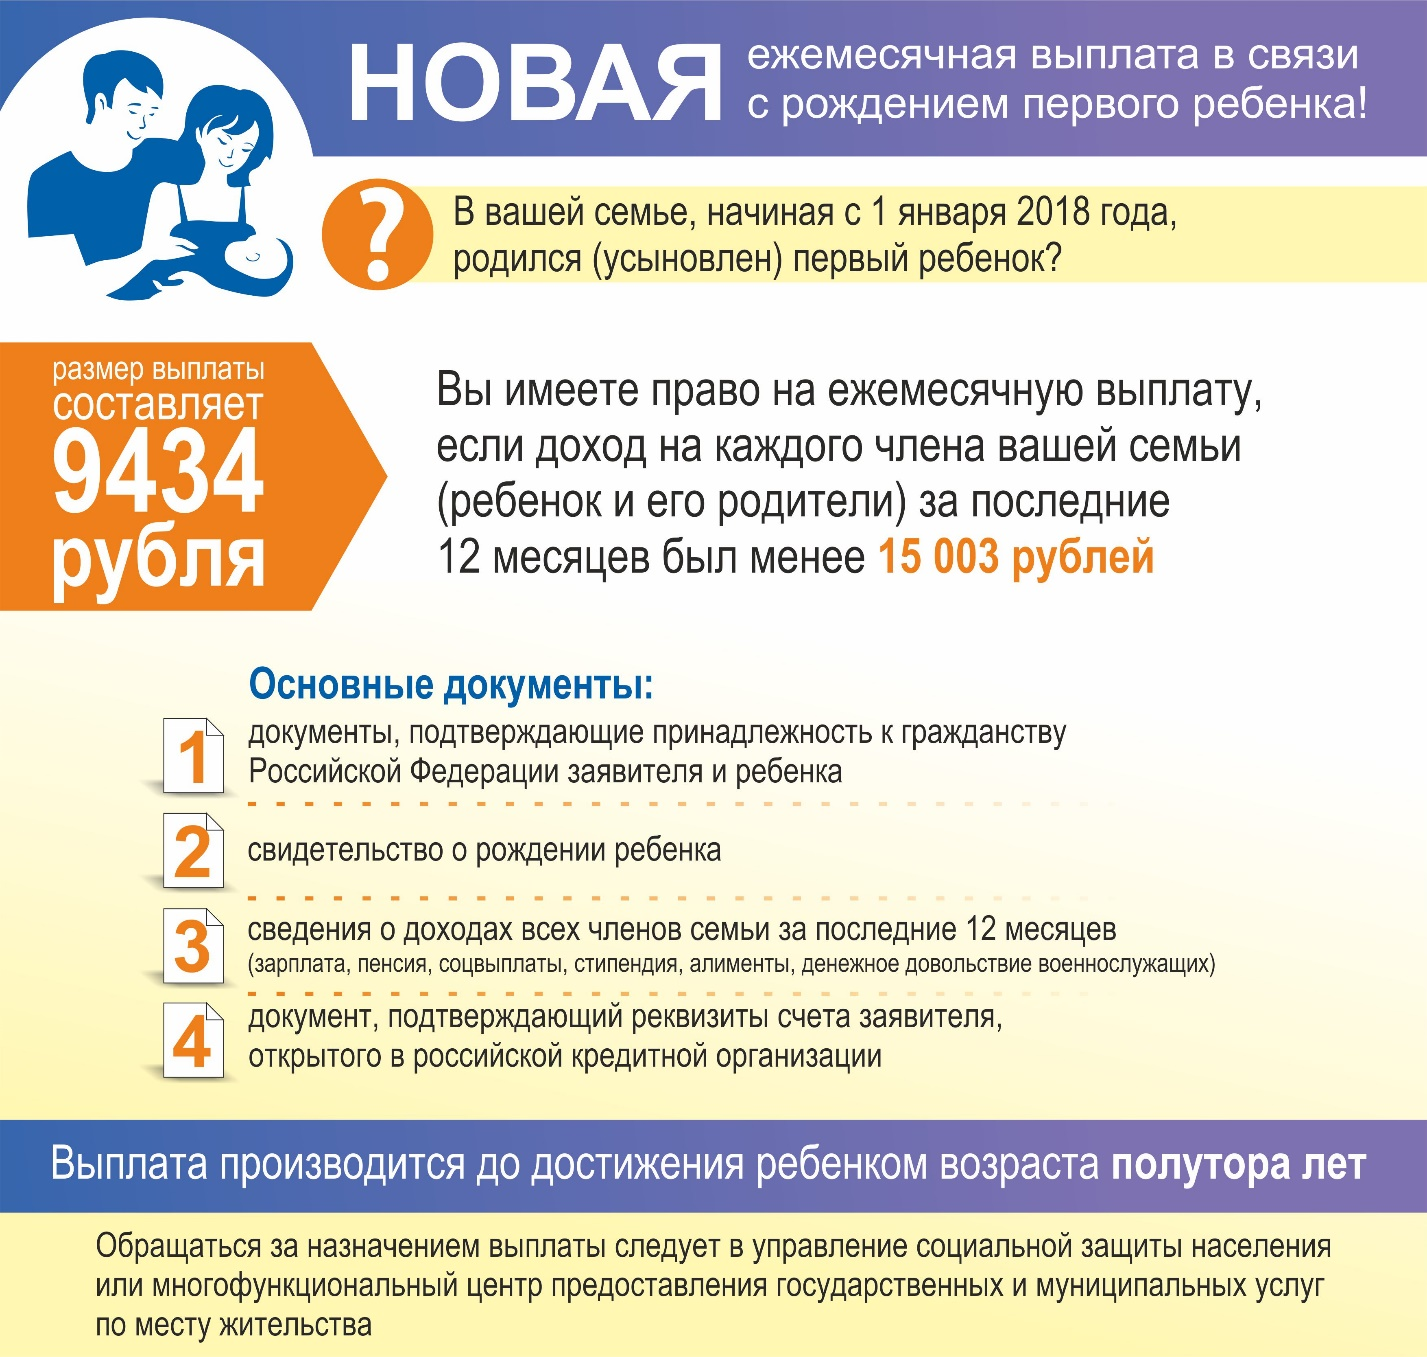 НОВАЯ
ежемесячная выплата в связи
с рождением первого ребенка!
?
В вашей семье, начиная с 1 января 2018 года,
родился (усыновлен) первый ребенок?
размер выплаты
составляет
9434
рубля
Вы имеете право на ежемесячную выплату,
если доход на каждого члена вашей семьи
(ребенок и его родители) за последние
12 месяцев был менее 15 003 рублей
Основные документы:
1
документы, подтверждающие принадлежность к гражданству
Российской Федерации заявителя и ребенка
2
свидетельство о рождении ребенка
3
сведения о доходах всех членов семьи за последние 12 месяцев
(зарплата, пенсия, соцвыплаты, стипендия, алименты, денежное довольствие военнослужащих)
4
документ, подтверждающий реквизиты счета заявителя,
открытого в российской кредитной организации
Выплата производится до достижения ребенком возраста полутора лет
Обращаться за назначением выплаты следует в управление социальной защиты населения
или многофункциональный центр предоставления государственных и муниципальных услуг
по месту жительства